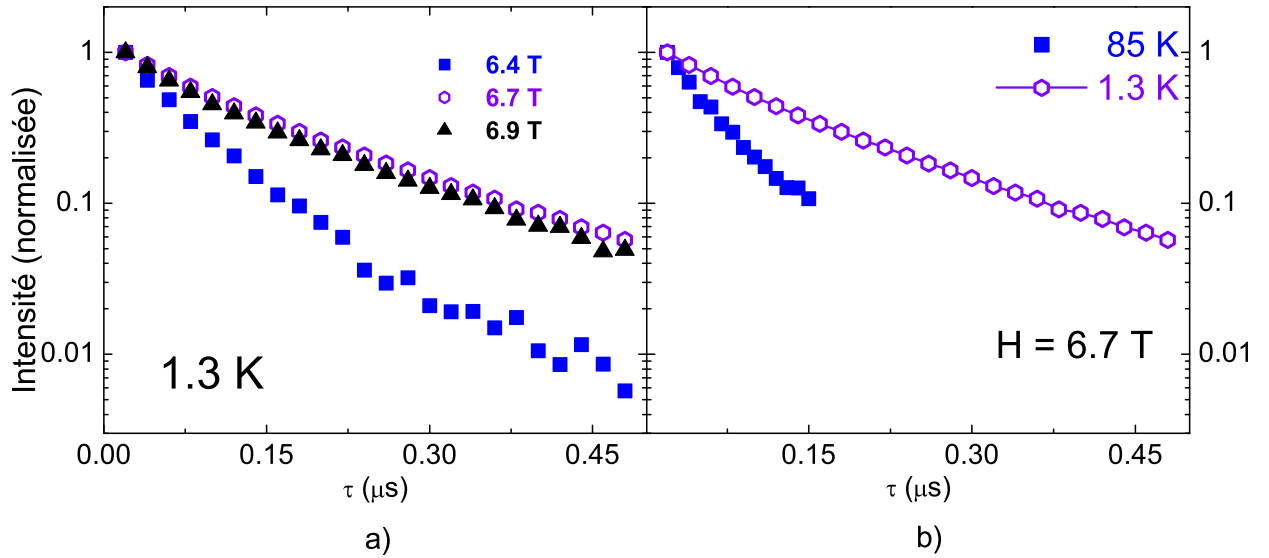 1
0.1
0.01
Intensité (normalisée)
6.4 T
6.7 T
6.9 T
1.3 K
0.00
0.15
0.30
0.45
τ (μs)
a)
85 K
1.3 K
H = 6.7 T
1
0.1
0.01
0.15
0.30
0.45
τ (μs)
b)